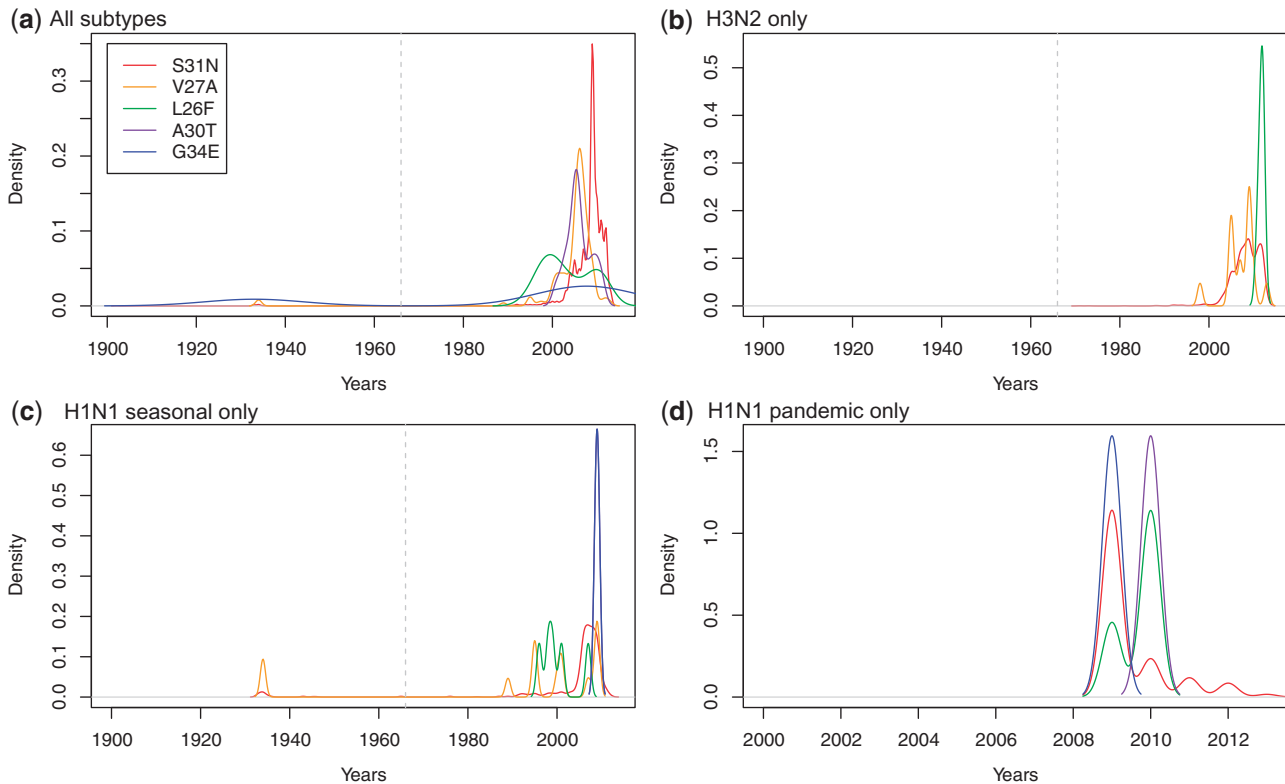 (a) All subtypes
S31N
V27A
L26F
A30T
G34E
Density
0.0 0.1 0.2 0.3
1900 1920 1940 1960 1980 2000
Years
(b) H3N2 only
Density
0.0 0.1 0.2 0.3 0.4 0.5
1900 1920 1940 1960 1980 2000
Years
(c) H1N1 seasonal only
Density
0.0 0.1 0.2 0.3 0.4 0.5 0.6
1900 1920 1940 1960 1980 2000
Years
(d) H1N1 pandemic only
Density
0.0 0.5 1.0 1.5
2000 2002 2004 2006 2008 2010 2012
Years